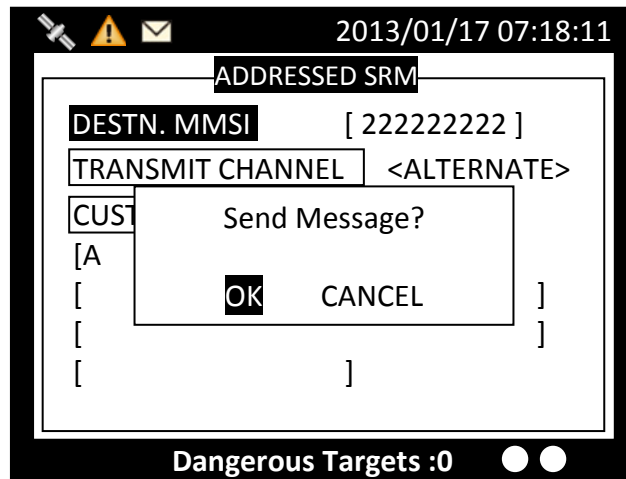 2013/01/17 07:18:11
ADDRESSED SRM
DESTN. MMSI [ 222222222 ]
TRANSMIT CHANNEL <ALTERNATE>
CUST
Send Message?
[A
OK CANCEL
[ ]
[ ]
[ ]
Dangerous Targets :0